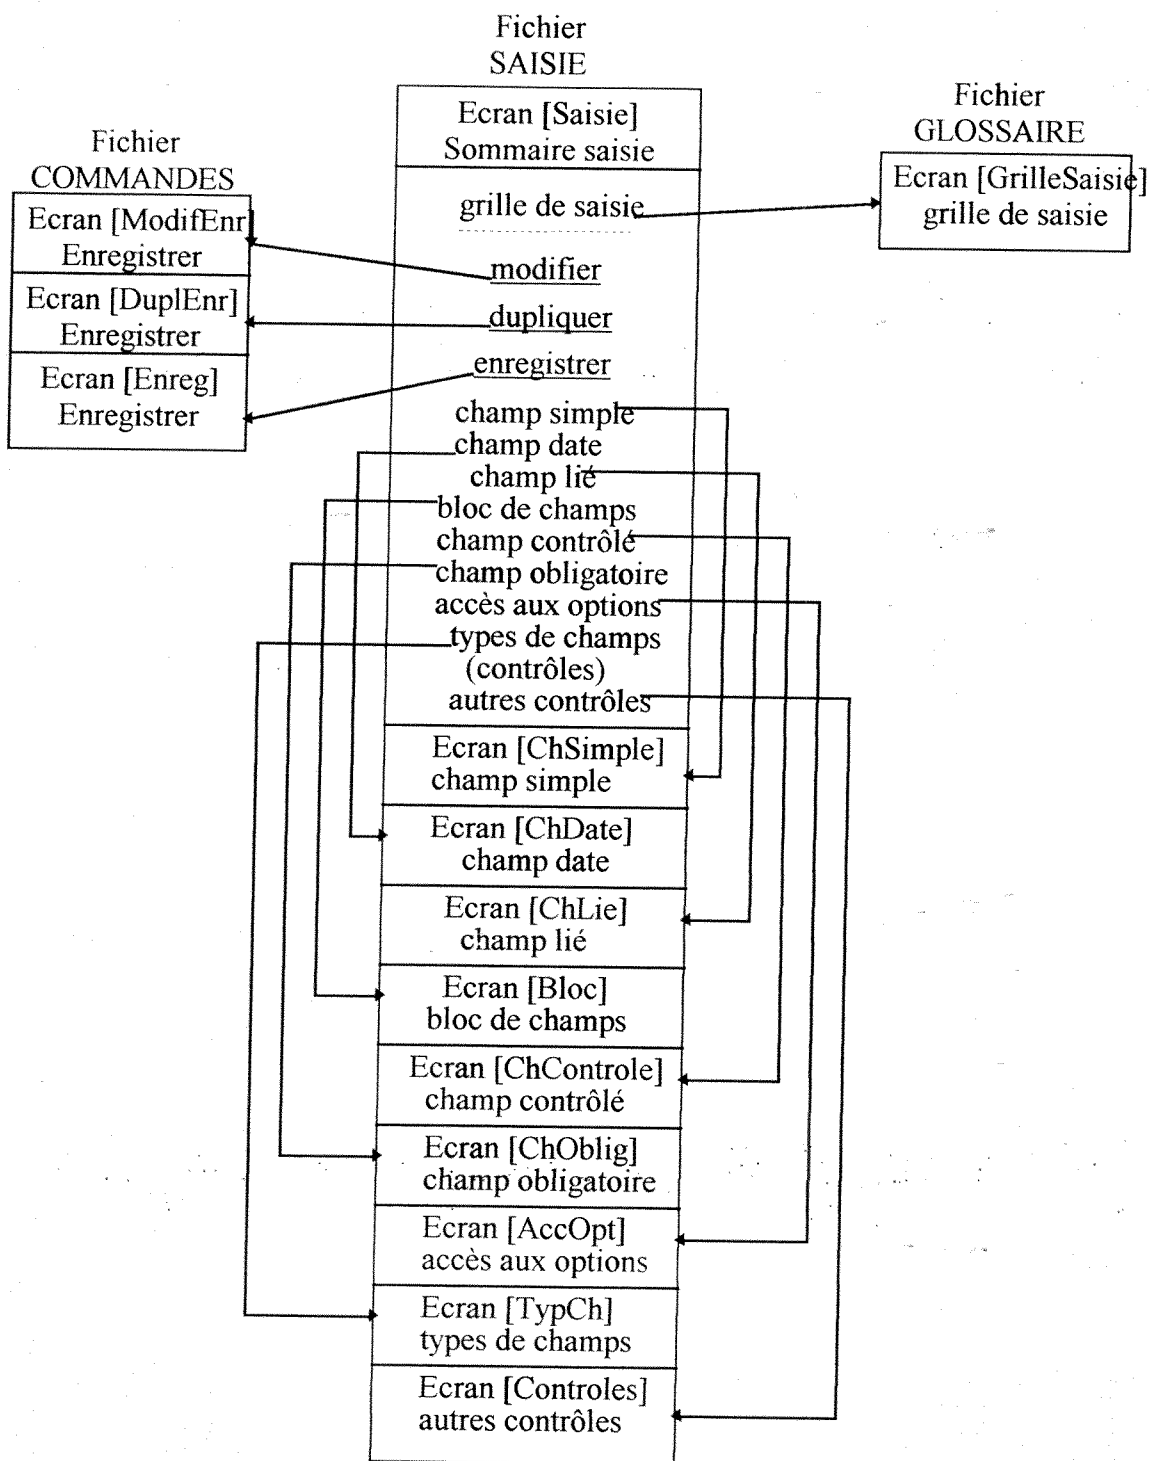 Fichier
SAISIE
Ecran [Saisie]
Sommaire saisie
grille de saisie
modifier
dupliquer
enregistrer
champ simple
champ date
champ lié
bloc de champs
champ contrôlé
champ obligatoire
accès aux options
types de champs
(contrôles)
autres contrôles
Ecran [ChSimple]
champ simple
Ecran [ChDate]
champ date
Ecran [ChLie]
champ lié
Ecran [Bloc]
bloc de champs
Ecran [ChControle]
champ contrôlé
Ecran [ChOblig]
champ obligatoire
Ecran [AccOpt]
accès aux options
Ecran [TypCh]
types de champs
Ecran [Controles]
autres contrôles
Fichier
COMMANDES
Ecran [ModifEnr]
Enregistrer
Ecran [DuplEnr]
Enregistrer
Ecran [Enreg]
Enregistrer
Fichier
GLOSSAIRE
Ecran [GrilleSaisie]
grille de saisie